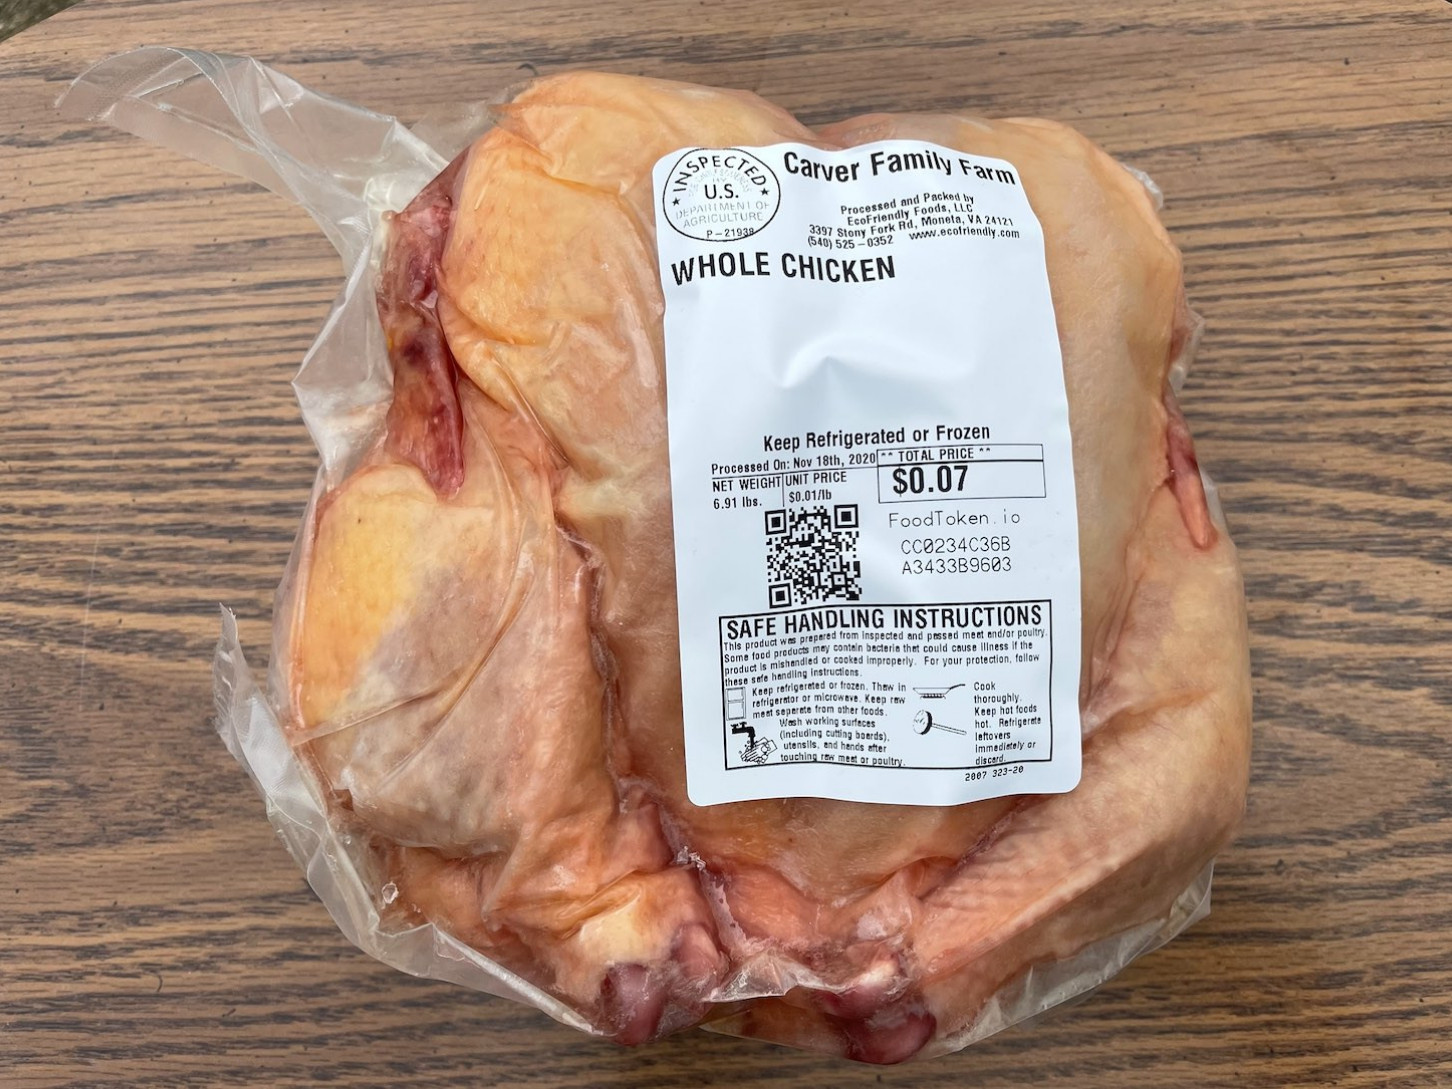 INSPECTED
U.S.
DEPARTMENT OF
AGRICULTURE
P-21938
Carver Family Farm
Processed and Packed by
EcoFriendly Foods, LLC
3397 Stony Fork Rd, Moneta, VA 24121
(540) 525-0352 www.ecofriendly.com
WHOLE CHICKEN
Keep Refrigerated or Frozen
Processed On: Nov 18th, 2020
** TOTAL PRICE **
$0.07
NET WEIGHT
6.91 lbs.
UNIT PRICE
$0.01/lb
FoodToken.io
CC0234C36B
A3433B9603
SAFE HANDLING INSTRUCTIONS
This product was prepared from inspected and passed meat and/or poultry.
Some food products may contain bacteria that could cause illness if the
product is mishandled or cooked improperly. For your protection, follow
these safe handling instructions.
Keep refrigerated or frozen. Thaw in
refrigerator or microwave. Keep raw
meat separate from other foods.
Wash working surfaces
(including cutting boards),
utensils, and hands after
touching raw meat or poultry.
Cook
thoroughly.
Keep hot foods
hot. Refrigerate
leftovers
immediately or
discard.
2007 323-20